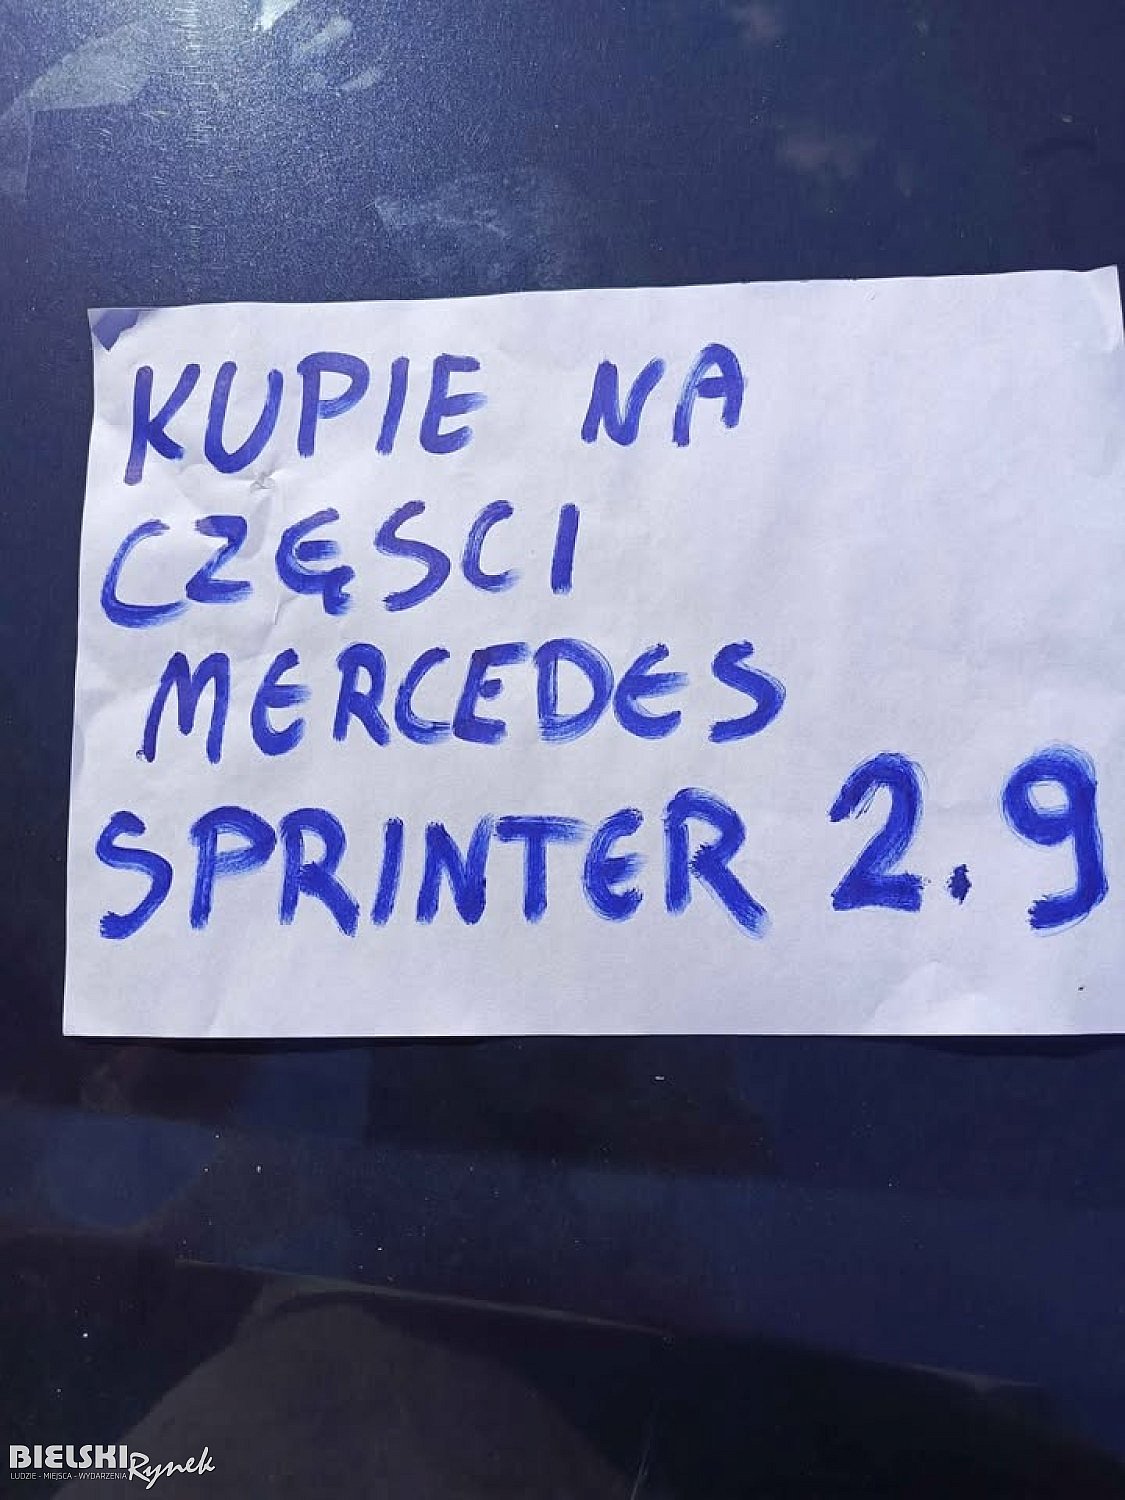 KUPIE NA
CZĘSCI
MERCEDES
SPRINTER 2.9
BIELSKI Rynek
LUDZIE - MIEJSCA - WYDARZENIA